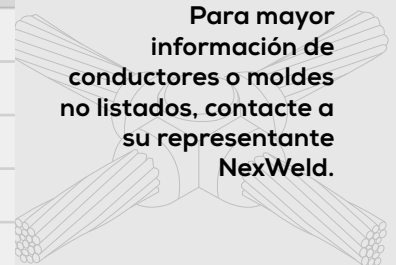 Para mayor
información de
conductores o moldes
no listados, contacte a
su representante
NexWeld.